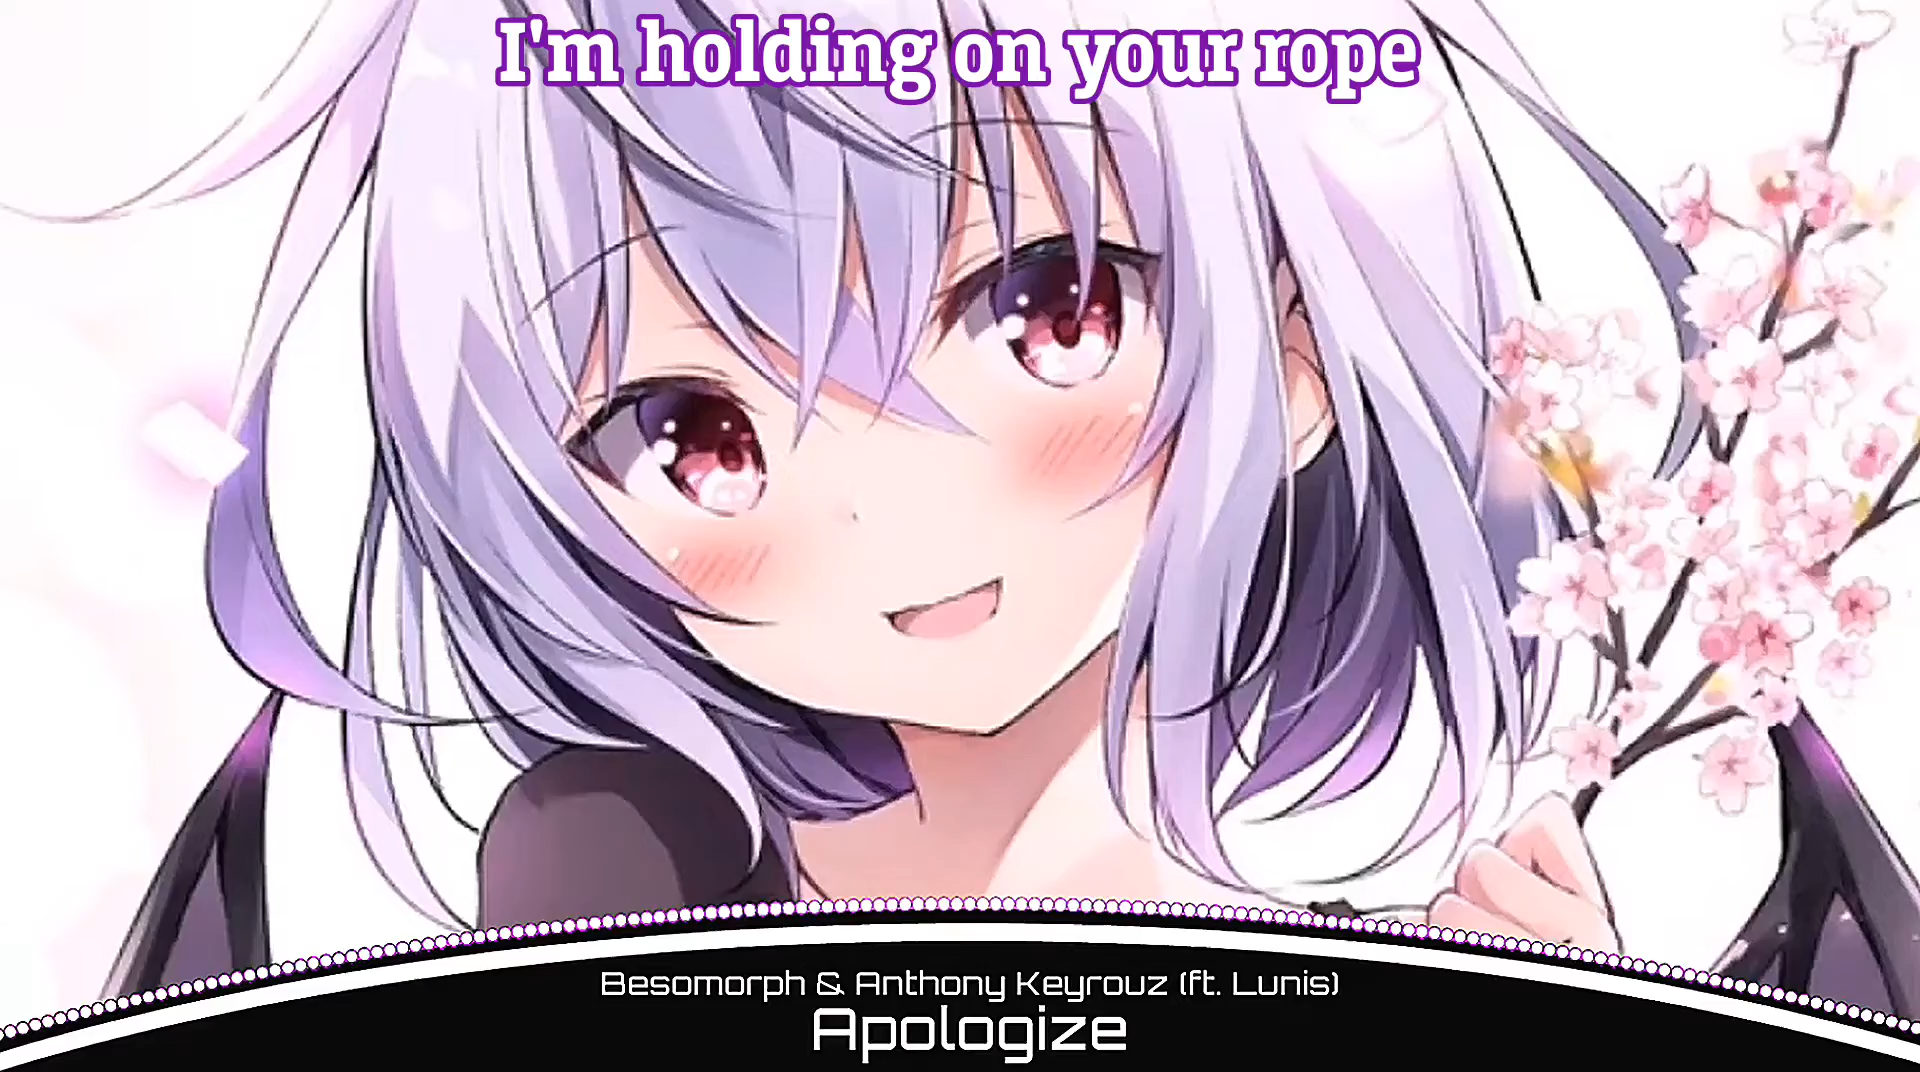 I'm holding on your rope
Besomorph & Anthony Keyrouz (ft. Lunis)
Apologize